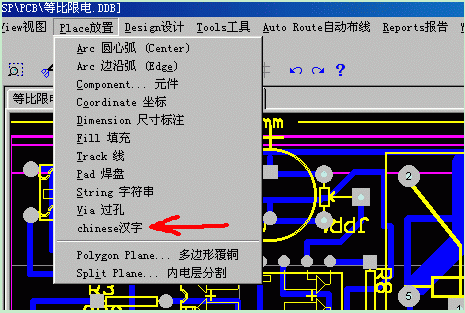 SP\PCB\等比限电.DDB]
View视图 Place放置 Design设计 Tools工具 Auto Route自动布线 Reports报告
Arc 圆心弧 (Center)
Arc 边沿弧 (Edge)
Component... 元件
Coordinate 坐标
Dimension 尺寸标注
Fill 填充
Track 线
Pad 焊盘
String 字符串
Via 过孔
chinese汉字
Polygon Plane... 多边形覆铜
Split Plane... 内电层分割
?
等比限电
JPR
2
5
R8
R3
1